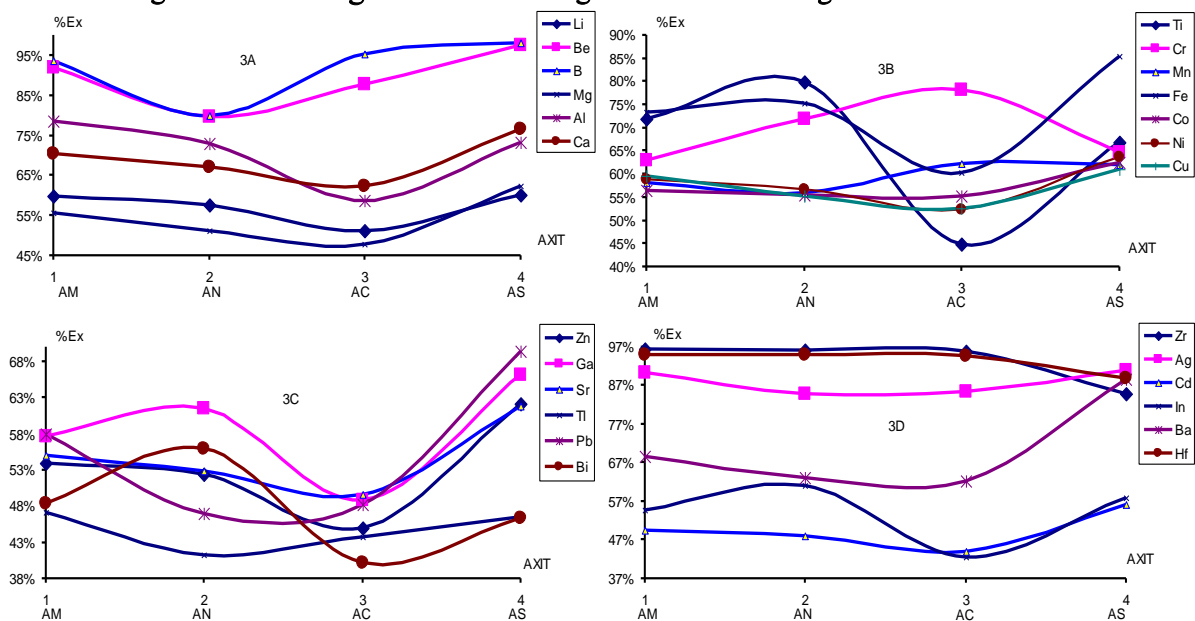 %Ex
3A
95%
85%
75%
65%
55%
45%
1 2 3 4
AM AN AC AS
AXIT
Li
Be
B
Mg
Al
Ca
%Ex
3B
90%
85%
80%
75%
70%
65%
60%
55%
50%
45%
40%
1 2 3 4
AM AN AC AS
AXIT
Ti
Cr
Mn
Fe
Co
Ni
Cu
%Ex
3C
68%
63%
58%
53%
48%
43%
38%
1 2 3 4
AM AN AC AS
AXIT
Zn
Ga
Sr
Tl
Pb
Bi
%Ex
3D
97%
87%
77%
67%
57%
47%
37%
1 2 3 4
AM AN AC AS
AXIT
Zr
Ag
Cd
In
Ba
Hf